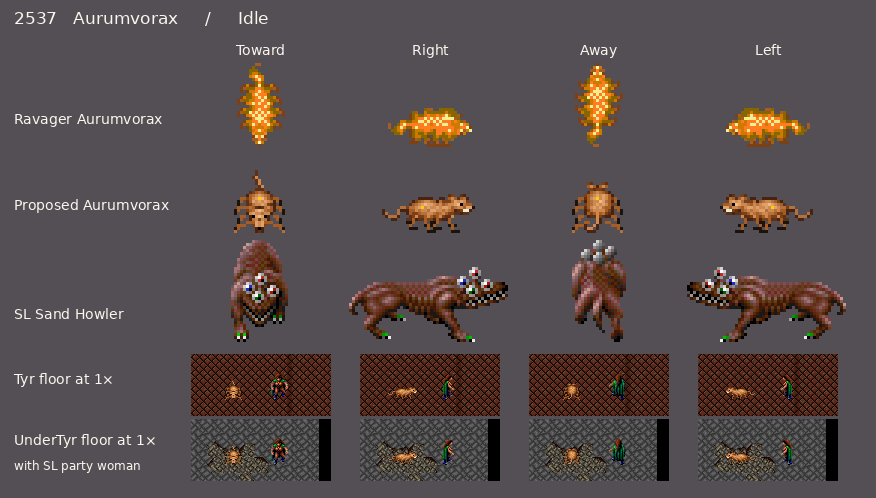 2537 Aurumvorax / Idle
Toward Right Away Left
Ravager Aurumvorax
Proposed Aurumvorax
SL Sand Howler
Tyr floor at 1×
UnderTyr floor at 1×
with SL party woman